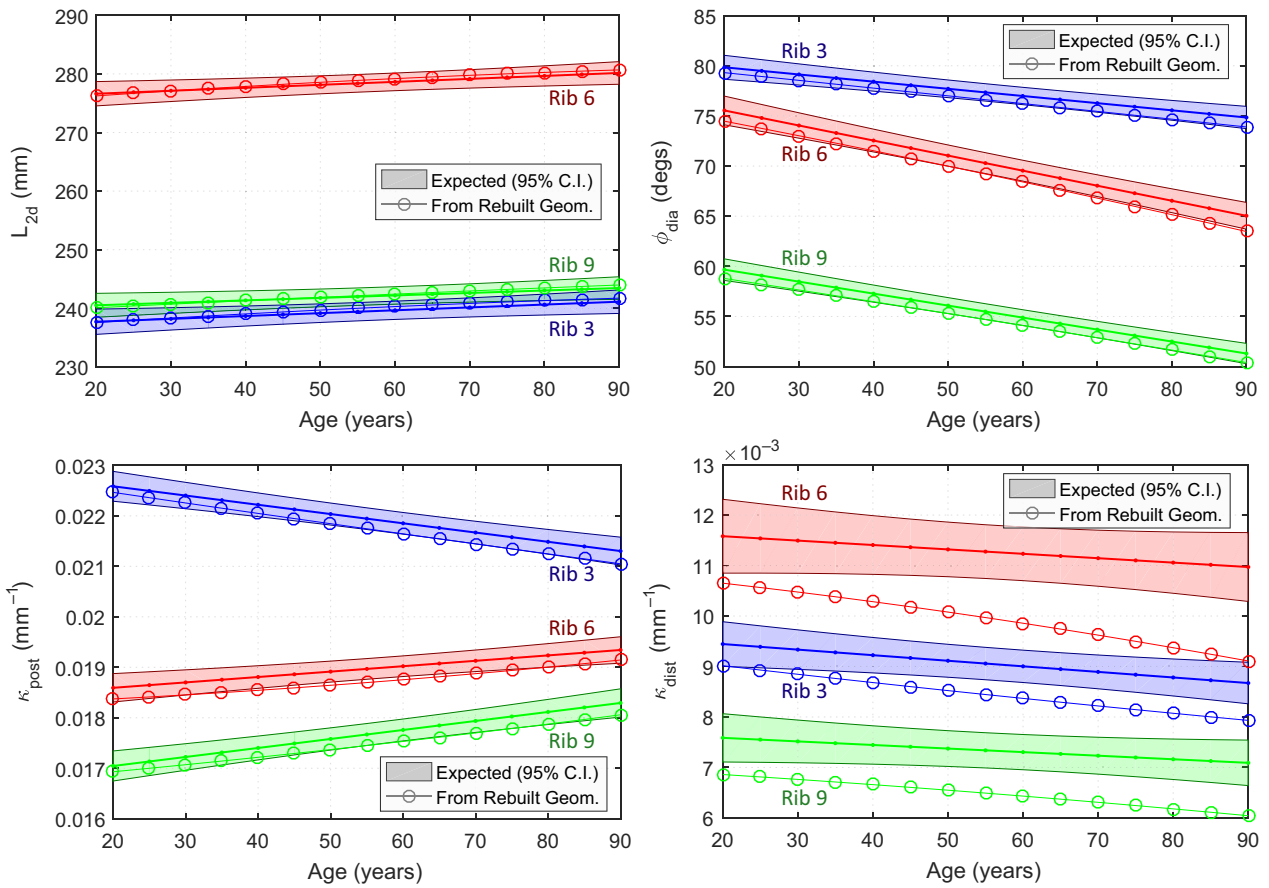 290
280
270
260
250
240
230
20 30 40 50 60 70 80 90
L2d (mm)
Age (years)
Rib 6
Rib 9
Rib 3
Expected (95% C.I.)
From Rebuilt Geom.
85
80
75
70
65
60
55
50
20 30 40 50 60 70 80 90
ϕdia (degs)
Age (years)
Rib 3
Rib 6
Rib 9
Expected (95% C.I.)
From Rebuilt Geom.
0.023
0.022
0.021
0.02
0.019
0.018
0.017
0.016
20 30 40 50 60 70 80 90
κpost (mm⁻¹)
Age (years)
Rib 3
Rib 6
Rib 9
Expected (95% C.I.)
From Rebuilt Geom.
×10⁻³
13
12
11
10
9
8
7
6
20 30 40 50 60 70 80 90
κdist (mm⁻¹)
Age (years)
Rib 6
Rib 3
Rib 9
Expected (95% C.I.)
From Rebuilt Geom.